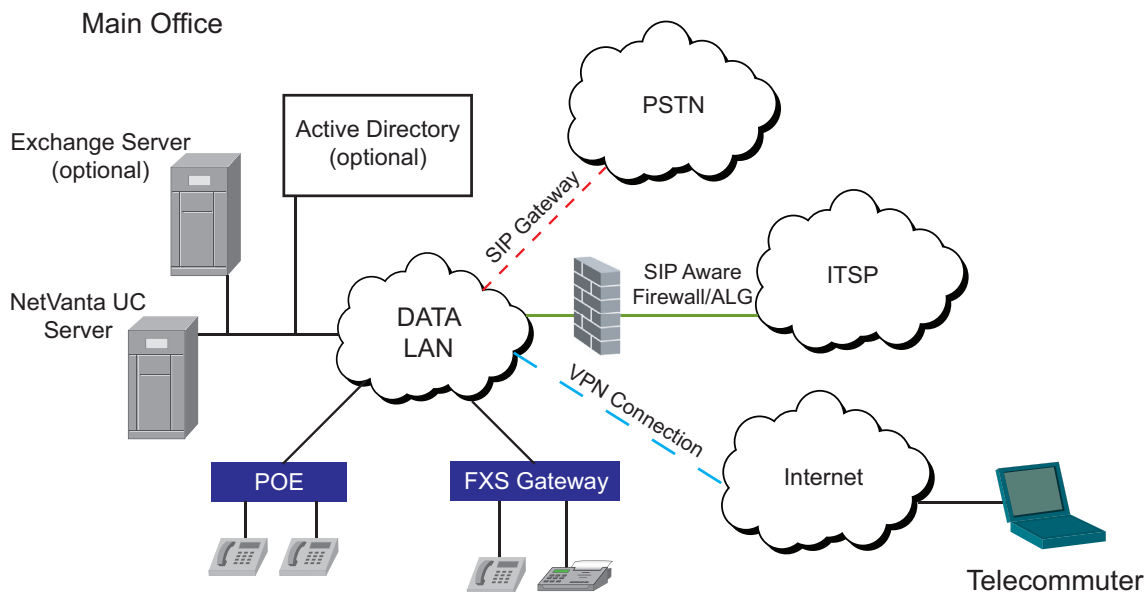 Main Office
Exchange Server
(optional)
Active Directory
(optional)
PSTN
SIP Gateway
NetVanta UC
Server
DATA
LAN
SIP Aware
Firewall/ALG
ITSP
VPN Connection
POE
FXS Gateway
Internet
Telecommuter